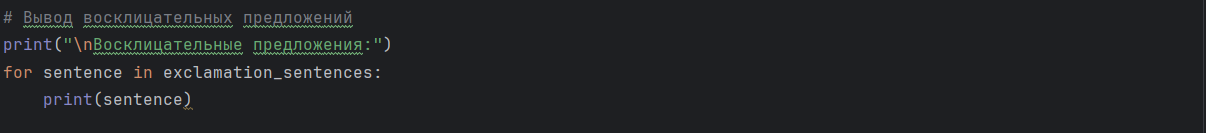 # Вывод восклицательных предложений
print("\nВосклицательные предложения:")
for sentence in exclamation_sentences:
    print(sentence)